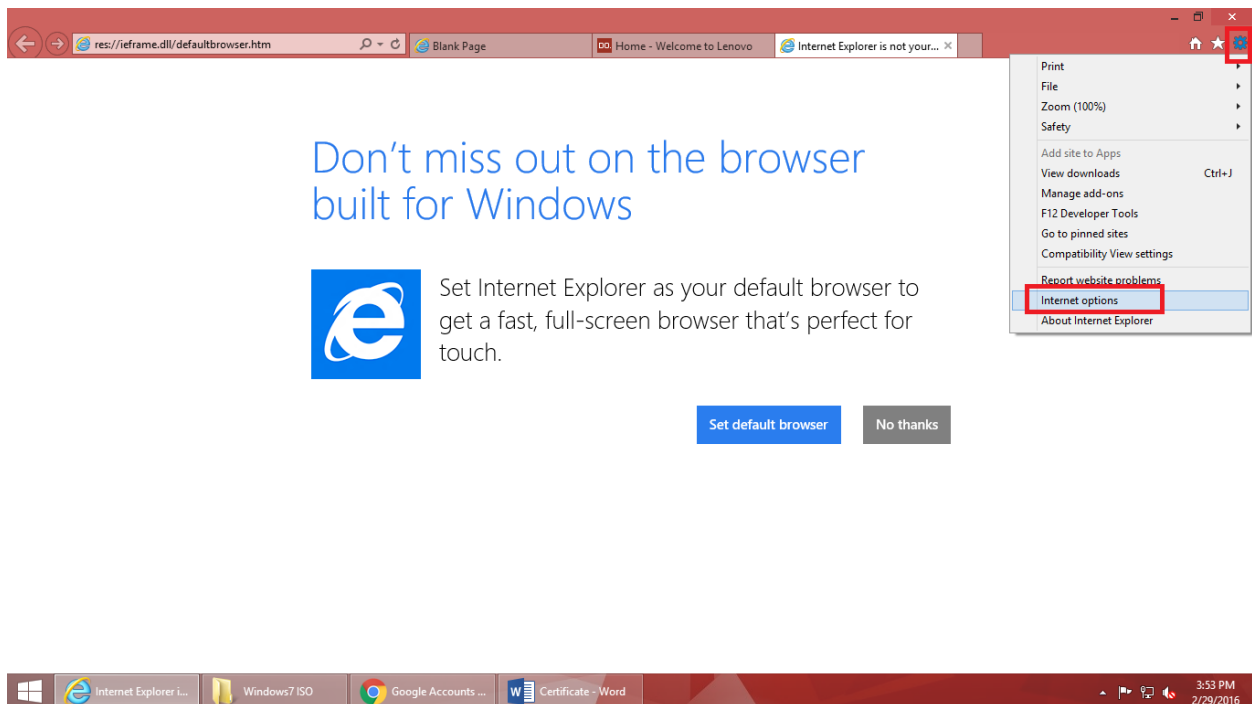 res://ieframe.dll/defaultbrowser.htm
Blank Page
DO. Home - Welcome to Lenovo
Internet Explorer is not your...
Print
File
Zoom (100%)
Safety
Add site to Apps
View downloads Ctrl+J
Manage add-ons
F12 Developer Tools
Go to pinned sites
Compatibility View settings
Report website problems
Internet options
About Internet Explorer
Don't miss out on the browser
built for Windows
Set Internet Explorer as your default browser to
get a fast, full-screen browser that's perfect for
touch.
Set default browser
No thanks
Internet Explorer i...
Windows7 ISO
Google Accounts ...
Certificate - Word
3:53 PM
2/29/2016